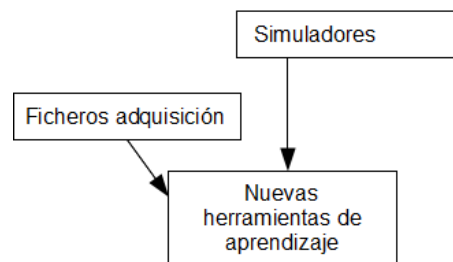 Simuladores
Ficheros adquisición
Nuevas
herramientas de
aprendizaje